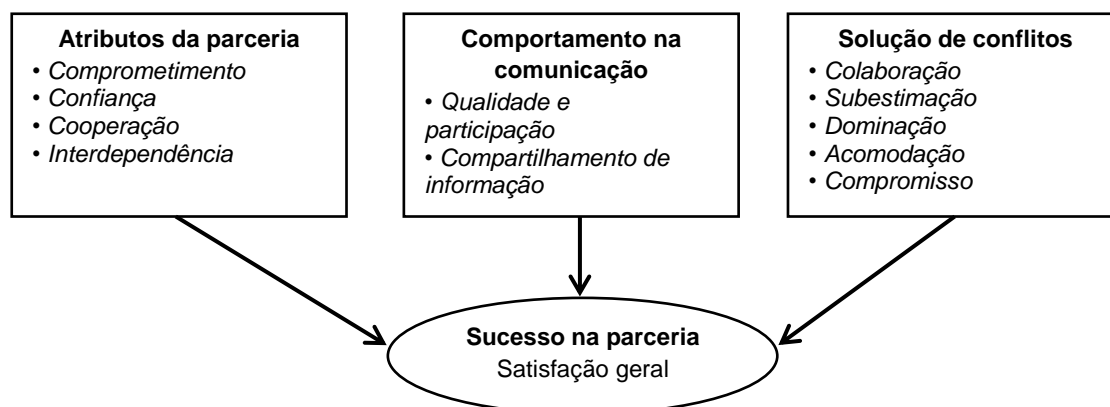 Atributos da parceria
• Comprometimento
• Confiança
• Cooperação
• Interdependência
Comportamento na
comunicação
• Qualidade e
participação
• Compartilhamento de
informação
Solução de conflitos
• Colaboração
• Subestimação
• Dominação
• Acomodação
• Compromisso
Sucesso na parceria
Satisfação geral